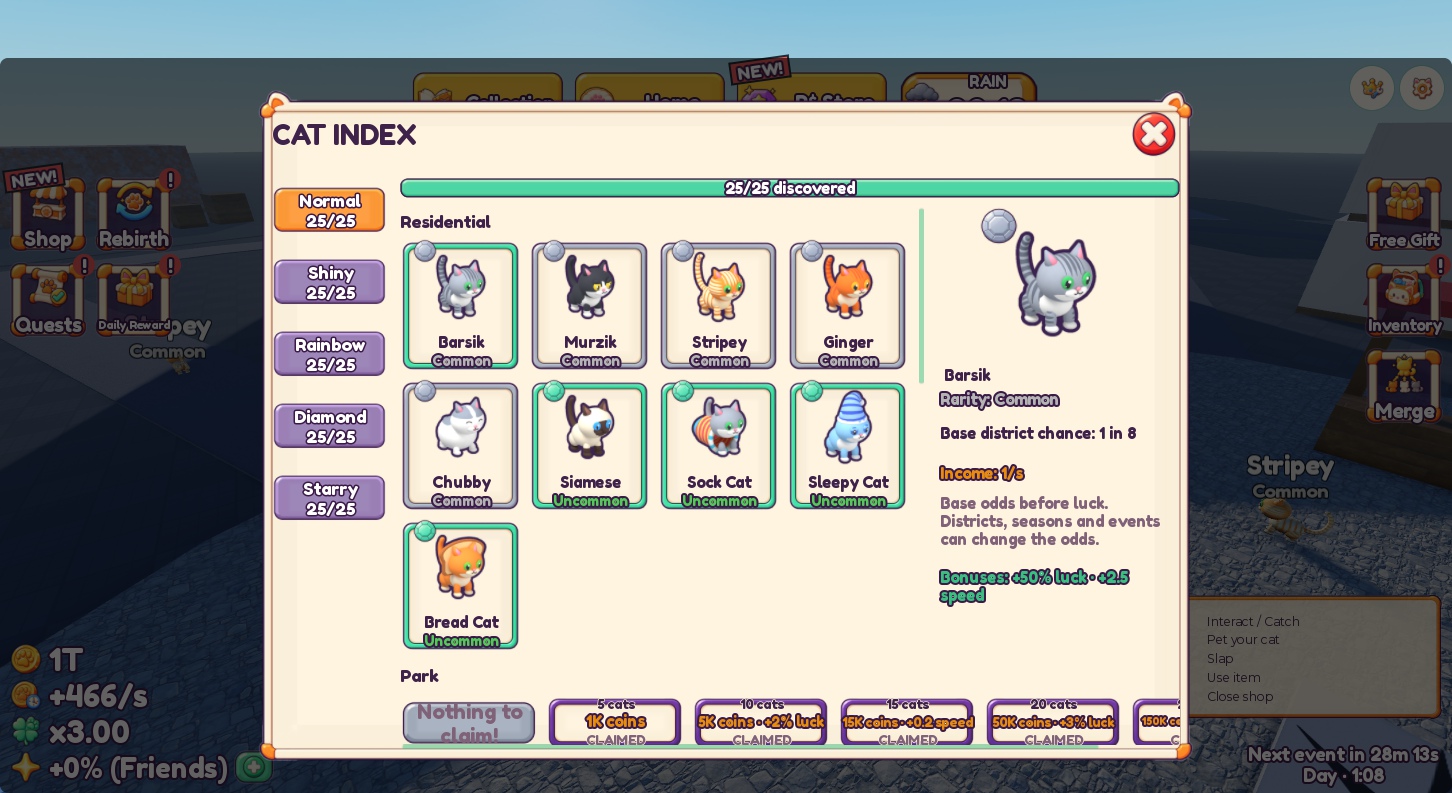 NEW!
RAIN
CAT INDEX
25/25 discovered
Normal
25/25
Shiny
25/25
Rainbow
25/25
Diamond
25/25
Starry
25/25
Residential
Barsik
Common
Murzik
Common
Stripey
Common
Ginger
Common
Chubby
Common
Siamese
Uncommon
Sock Cat
Uncommon
Sleepy Cat
Uncommon
Bread Cat
Uncommon
Park
Nothing to
claim!
5 cats
1K coins
CLAIMED
10 cats
5K coins · +2% luck
CLAIMED
15 cats
15K coins · +0.2 speed
CLAIMED
20 cats
50K coins · +3% luck
CLAIMED
Barsik
Rarity: Common
Base district chance: 1 in 8
Income: 1/s
Base odds before luck.
Districts, seasons and events
can change the odds.
Bonuses: +50% luck · +2.5
speed
NEW!
Shop
!
Rebirth
!
Quests
!
Daily Reward
Common
1T
+466/s
x3.00
+0% (Friends)
Free Gift
!
Inventory
Merge
Stripey
Common
Interact / Catch
Pet your cat
Slap
Use item
Close shop
Next event in 28m 13s
Day · 1:08